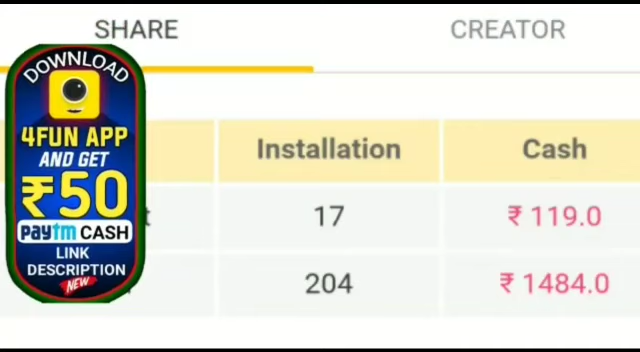 SHARE
CREATOR
DOWNLOAD
4FUN APP
AND GET
₹50
Paytm CASH
LINK
DESCRIPTION
NEW
Installation
Cash
17
₹ 119.0
204
₹ 1484.0